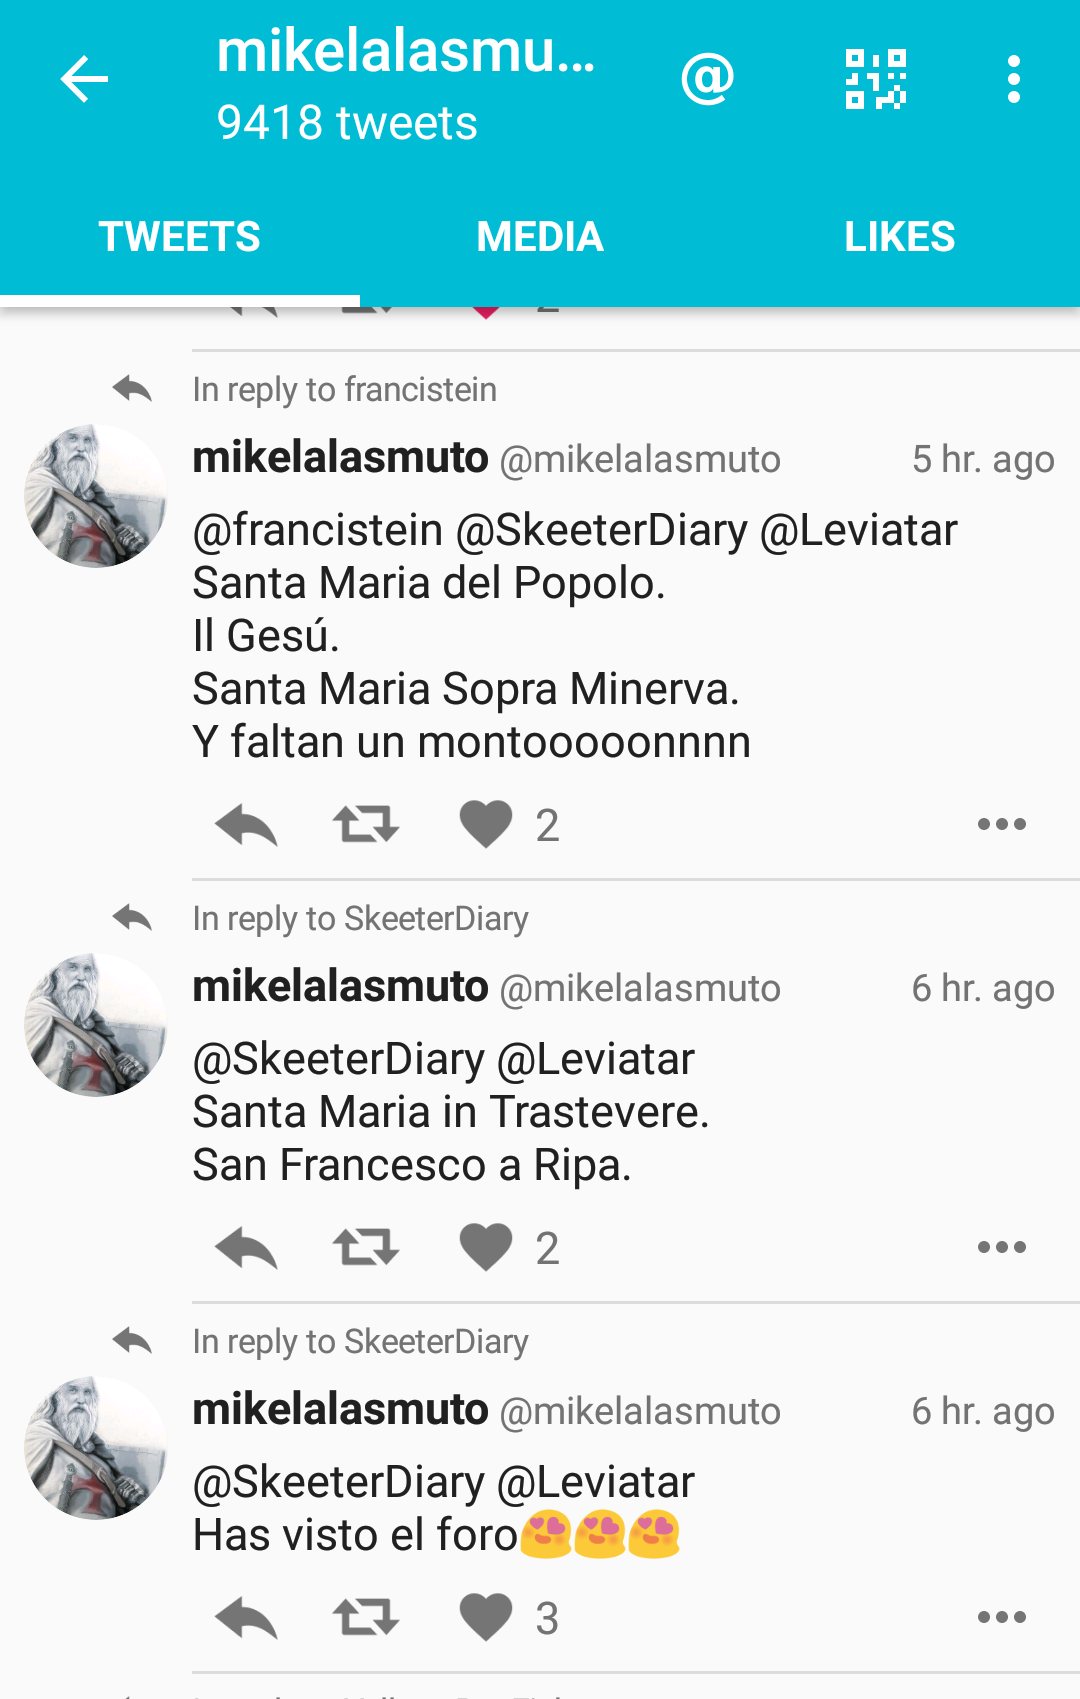 mikelalasmu...
9418 tweets
TWEETS MEDIA LIKES
2
In reply to francistein
mikelalasmuto @mikelalasmuto 5 hr. ago
@francistein @SkeeterDiary @Leviatar
Santa Maria del Popolo.
Il Gesú.
Santa Maria Sopra Minerva.
Y faltan un montooooonnnn
2
In reply to SkeeterDiary
mikelalasmuto @mikelalasmuto 6 hr. ago
@SkeeterDiary @Leviatar
Santa Maria in Trastevere.
San Francesco a Ripa.
2
In reply to SkeeterDiary
mikelalasmuto @mikelalasmuto 6 hr. ago
@SkeeterDiary @Leviatar
Has visto el foro😍😍😍
3